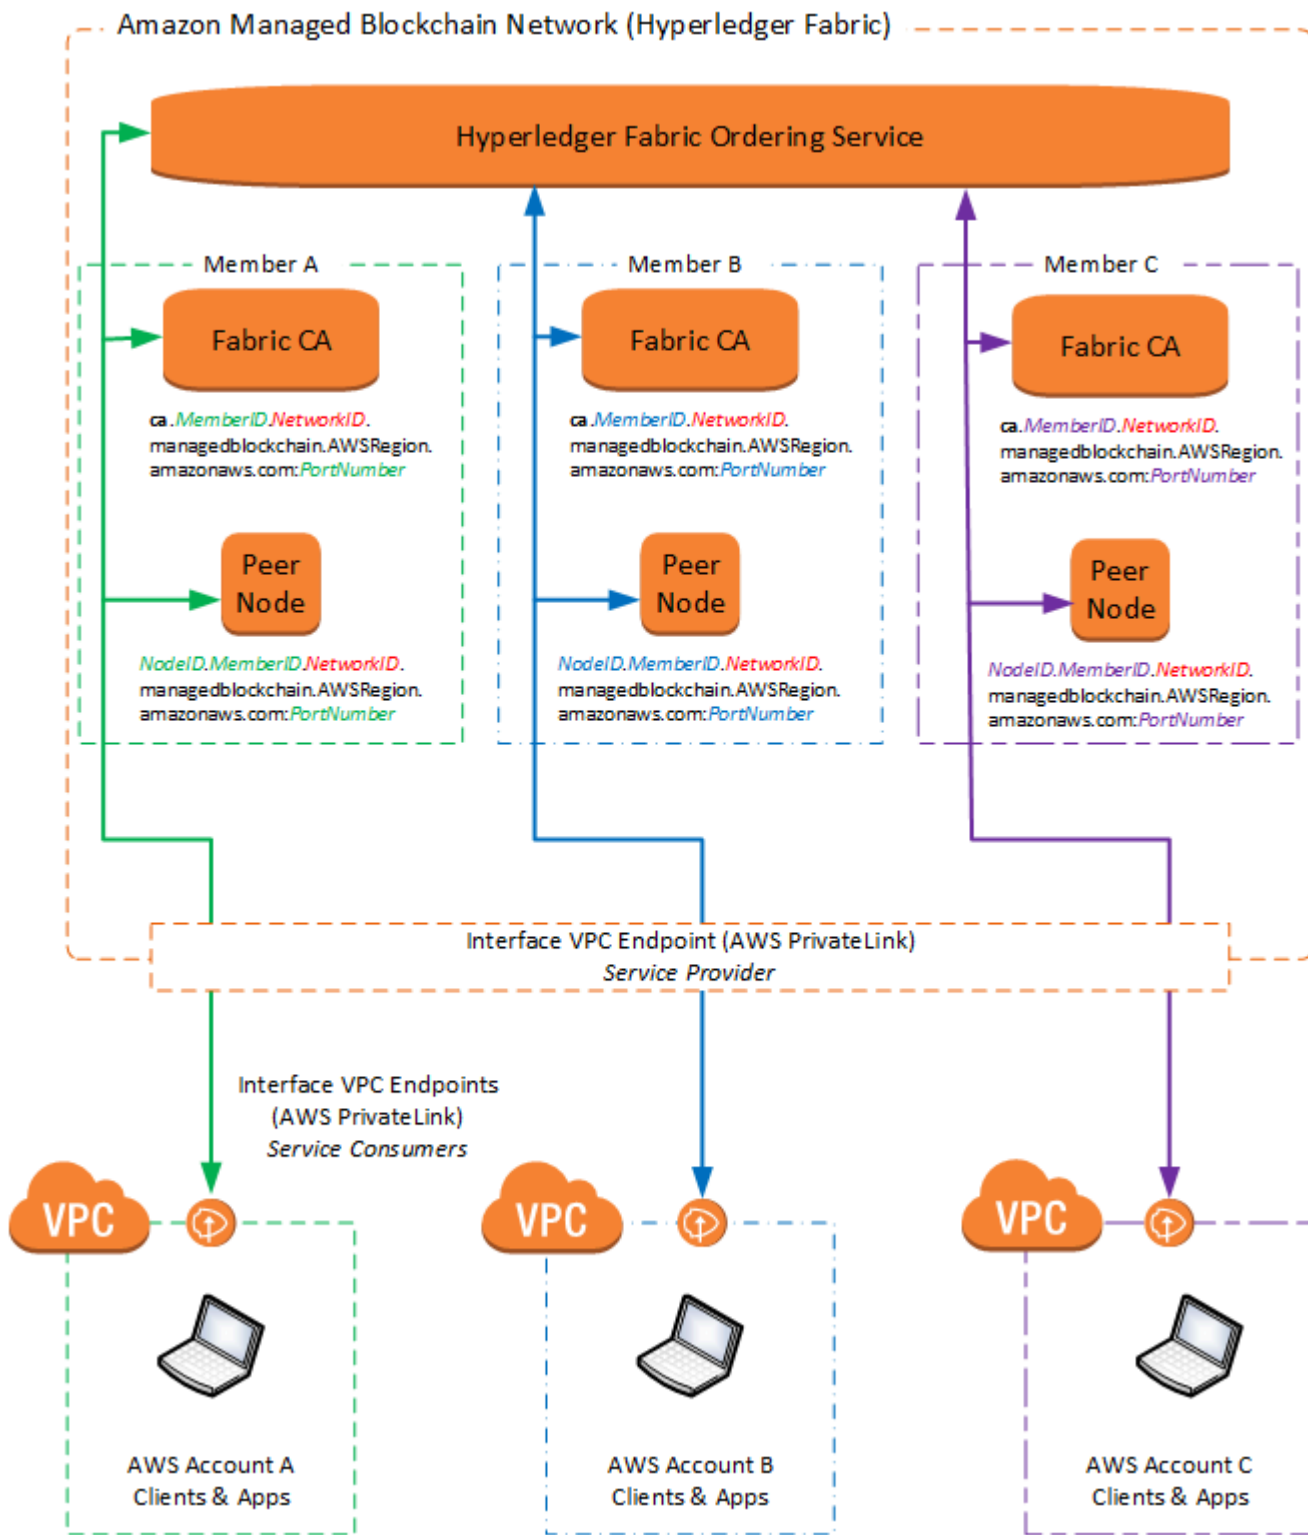 Amazon Managed Blockchain Network (Hyperledger Fabric)
Hyperledger Fabric Ordering Service
Member A
Fabric CA
ca.MemberID.NetworkID.
managedblockchain.AWSRegion.
amazonaws.com:PortNumber
Peer
Node
NodeID.MemberID.NetworkID.
managedblockchain.AWSRegion.
amazonaws.com:PortNumber
Member B
Fabric CA
ca.MemberID.NetworkID.
managedblockchain.AWSRegion.
amazonaws.com:PortNumber
Peer
Node
NodeID.MemberID.NetworkID.
managedblockchain.AWSRegion.
amazonaws.com:PortNumber
Member C
Fabric CA
ca.MemberID.NetworkID.
managedblockchain.AWSRegion.
amazonaws.com:PortNumber
Peer
Node
NodeID.MemberID.NetworkID.
managedblockchain.AWSRegion.
amazonaws.com:PortNumber
Interface VPC Endpoint (AWS PrivateLink)
Service Provider
Interface VPC Endpoints
(AWS PrivateLink)
Service Consumers
VPC
AWS Account A
Clients & Apps
VPC
AWS Account B
Clients & Apps
VPC
AWS Account C
Clients & Apps